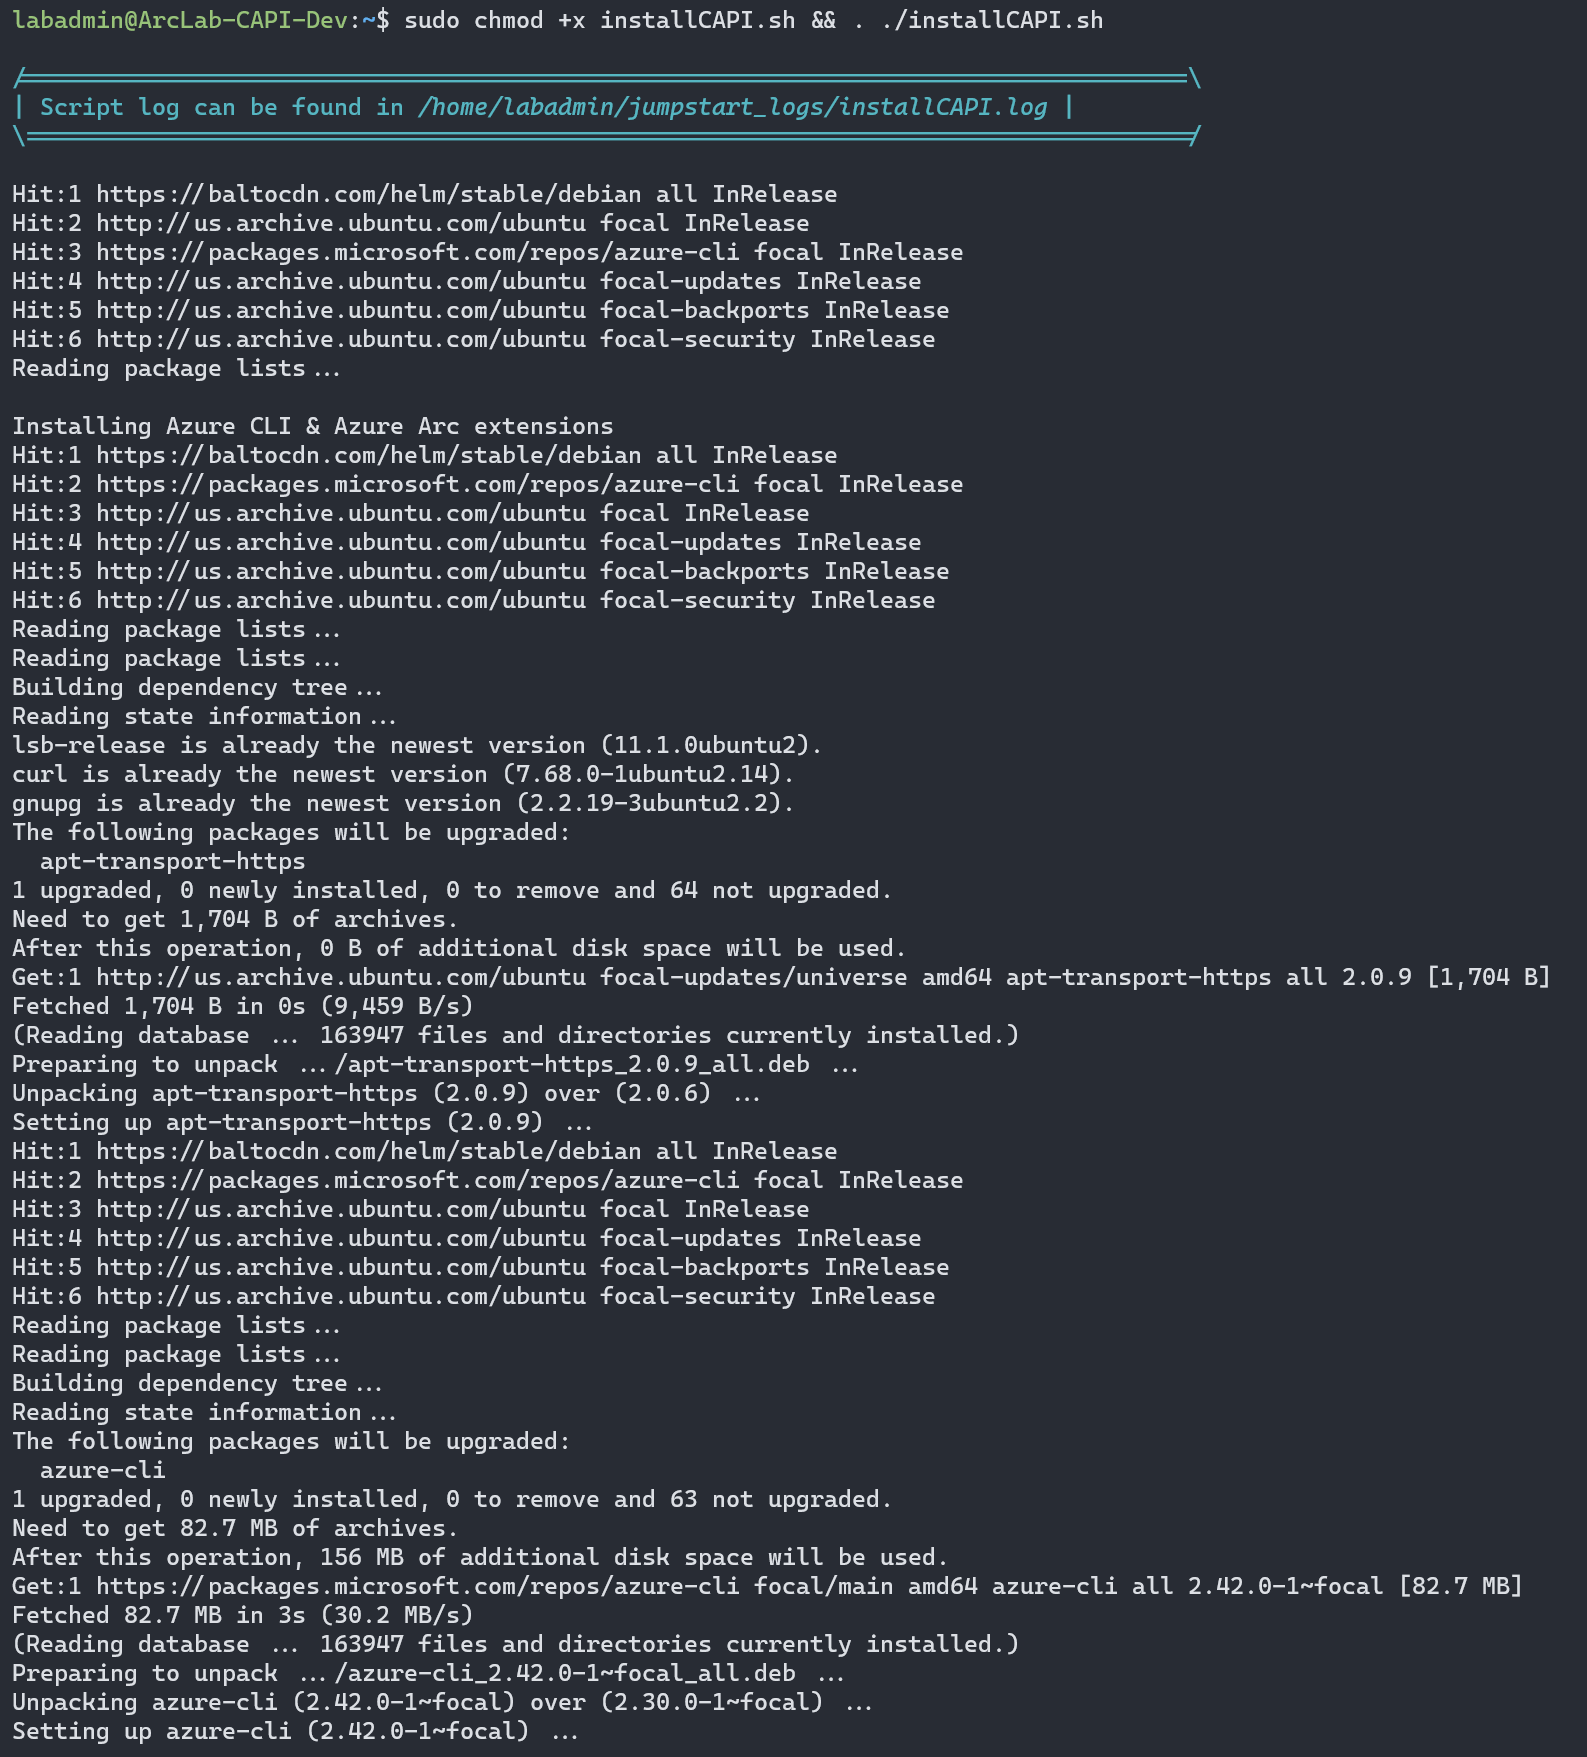 labadmin@ArcLab-CAPI-Dev:~$ sudo chmod +x installCAPI.sh && . ./installCAPI.sh
/===================================================================================\
| Script log can be found in /home/labadmin/jumpstart_logs/installCAPI.log |
\===================================================================================/
Hit:1 https://baltocdn.com/helm/stable/debian all InRelease
Hit:2 http://us.archive.ubuntu.com/ubuntu focal InRelease
Hit:3 https://packages.microsoft.com/repos/azure-cli focal InRelease
Hit:4 http://us.archive.ubuntu.com/ubuntu focal-updates InRelease
Hit:5 http://us.archive.ubuntu.com/ubuntu focal-backports InRelease
Hit:6 http://us.archive.ubuntu.com/ubuntu focal-security InRelease
Reading package lists...
Installing Azure CLI & Azure Arc extensions
Hit:1 https://baltocdn.com/helm/stable/debian all InRelease
Hit:2 https://packages.microsoft.com/repos/azure-cli focal InRelease
Hit:3 http://us.archive.ubuntu.com/ubuntu focal InRelease
Hit:4 http://us.archive.ubuntu.com/ubuntu focal-updates InRelease
Hit:5 http://us.archive.ubuntu.com/ubuntu focal-backports InRelease
Hit:6 http://us.archive.ubuntu.com/ubuntu focal-security InRelease
Reading package lists...
Reading package lists...
Building dependency tree...
Reading state information...
lsb-release is already the newest version (11.1.0ubuntu2).
curl is already the newest version (7.68.0-1ubuntu2.14).
gnupg is already the newest version (2.2.19-3ubuntu2.2).
The following packages will be upgraded:
  apt-transport-https
1 upgraded, 0 newly installed, 0 to remove and 64 not upgraded.
Need to get 1,704 B of archives.
After this operation, 0 B of additional disk space will be used.
Get:1 http://us.archive.ubuntu.com/ubuntu focal-updates/universe amd64 apt-transport-https all 2.0.9 [1,704 B]
Fetched 1,704 B in 0s (9,459 B/s)
(Reading database ... 163947 files and directories currently installed.)
Preparing to unpack .../apt-transport-https_2.0.9_all.deb ...
Unpacking apt-transport-https (2.0.9) over (2.0.6) ...
Setting up apt-transport-https (2.0.9) ...
Hit:1 https://baltocdn.com/helm/stable/debian all InRelease
Hit:2 https://packages.microsoft.com/repos/azure-cli focal InRelease
Hit:3 http://us.archive.ubuntu.com/ubuntu focal InRelease
Hit:4 http://us.archive.ubuntu.com/ubuntu focal-updates InRelease
Hit:5 http://us.archive.ubuntu.com/ubuntu focal-backports InRelease
Hit:6 http://us.archive.ubuntu.com/ubuntu focal-security InRelease
Reading package lists...
Reading package lists...
Building dependency tree...
Reading state information...
The following packages will be upgraded:
  azure-cli
1 upgraded, 0 newly installed, 0 to remove and 63 not upgraded.
Need to get 82.7 MB of archives.
After this operation, 156 MB of additional disk space will be used.
Get:1 https://packages.microsoft.com/repos/azure-cli focal/main amd64 azure-cli all 2.42.0-1~focal [82.7 MB]
Fetched 82.7 MB in 3s (30.2 MB/s)
(Reading database ... 163947 files and directories currently installed.)
Preparing to unpack .../azure-cli_2.42.0-1~focal_all.deb ...
Unpacking azure-cli (2.42.0-1~focal) over (2.30.0-1~focal) ...
Setting up azure-cli (2.42.0-1~focal) ...